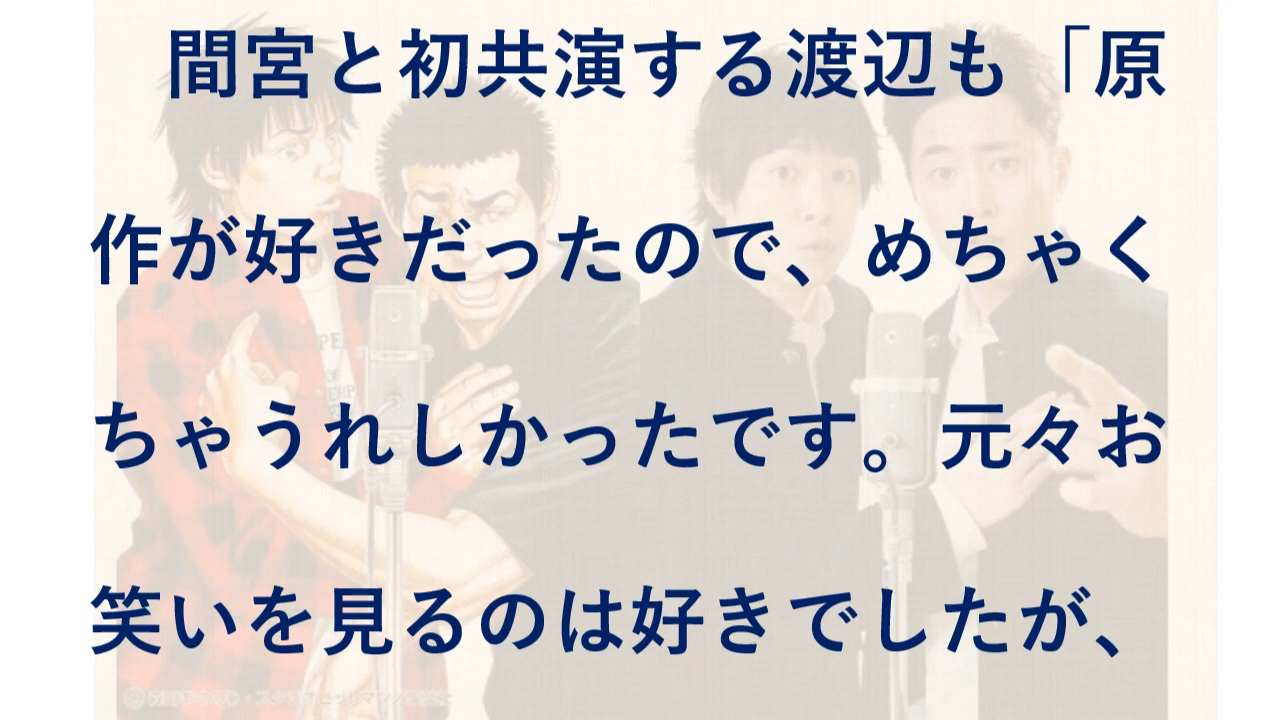 間宮と初共演する渡辺も「原
作が好きだったので、めちゃく
ちゃうれしかったです。元々お
笑いを見るのは好きでしたが、